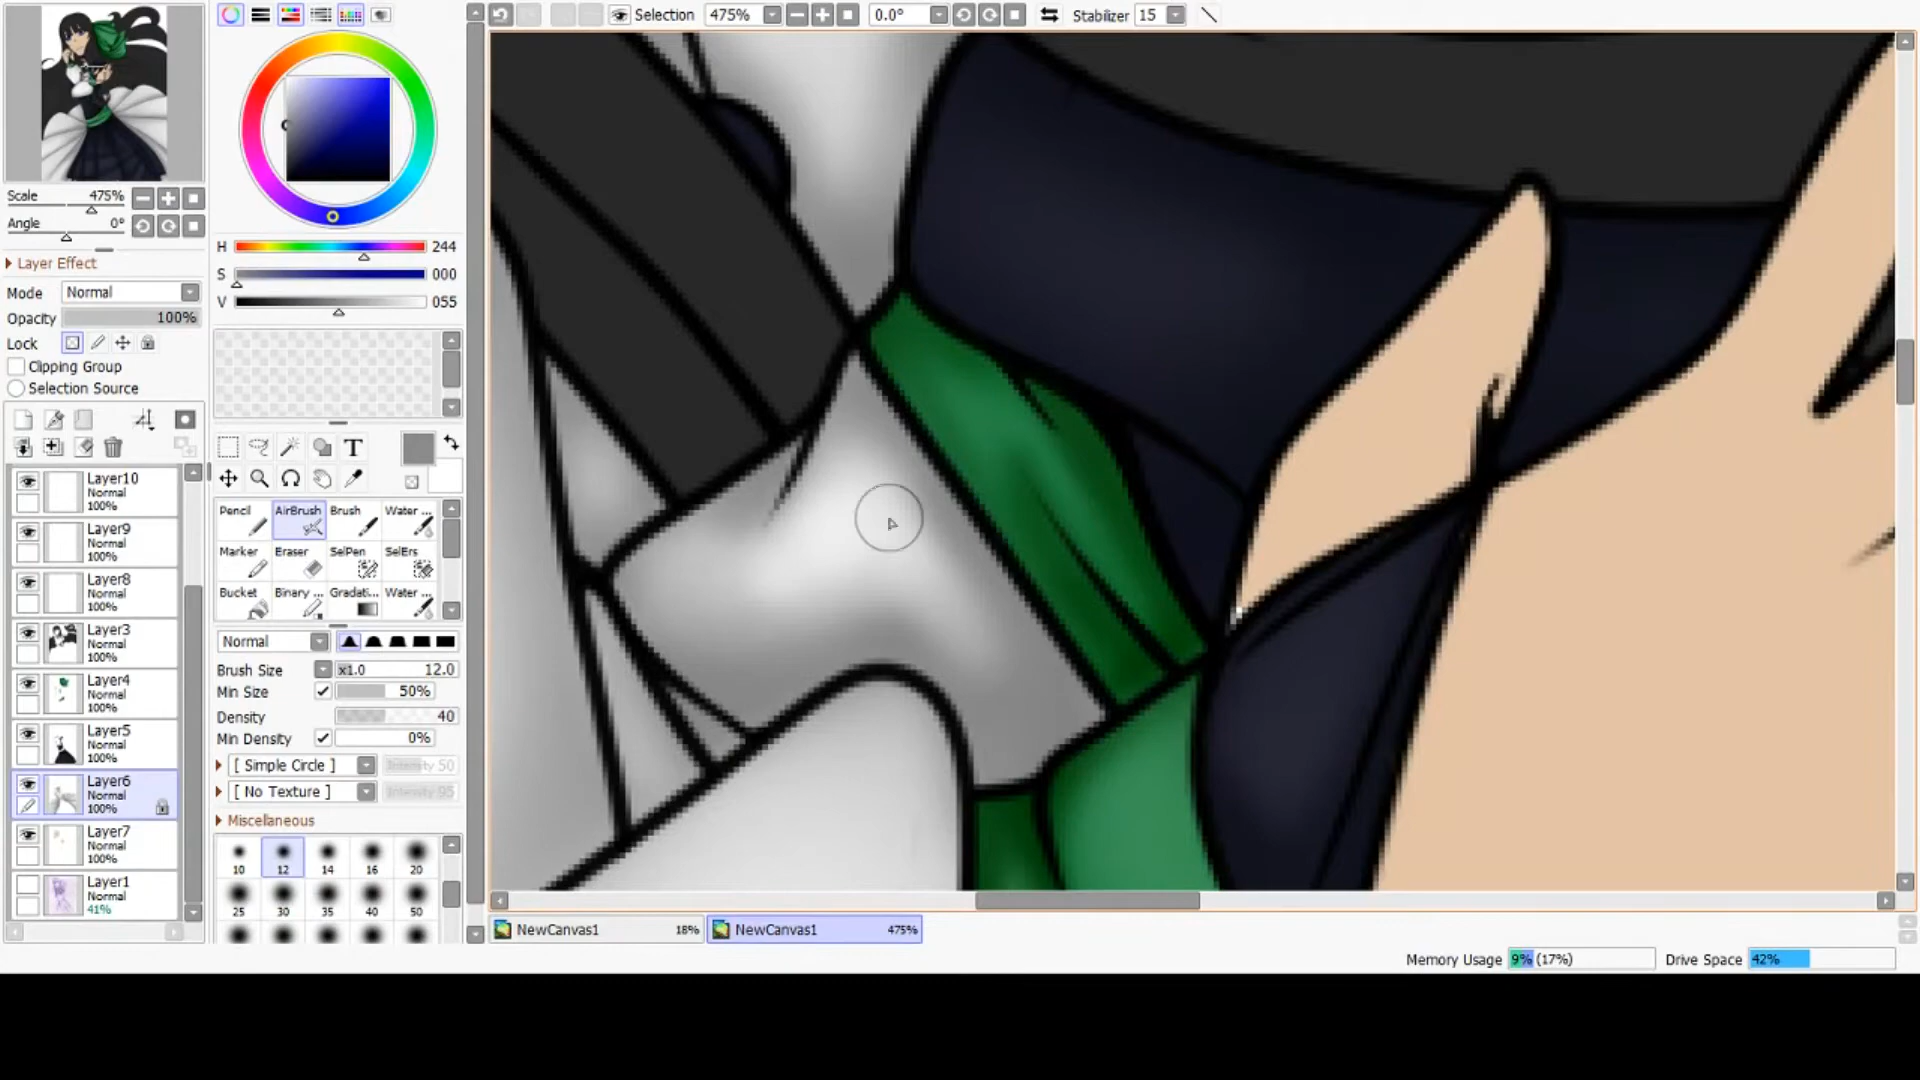 Selection 475% 0.0° Stabilizer 15
Scale 475%
Angle 0°
Layer Effect
Mode Normal
Opacity 100%
Lock
Clipping Group
Selection Source
H 244
S 000
V 055
T
Layer10
Normal
100%
Layer9
Normal
100%
Layer8
Normal
100%
Layer3
Normal
100%
Layer4
Normal
100%
Layer5
Normal
100%
Layer6
Normal
100%
Layer7
Normal
100%
Layer1
Normal
41%
Pencil AirBrush Brush Water ...
Marker Eraser SelPen SelErs
Bucket Binary ... Gradati... Water ...
Normal
Brush Size x1.0 12.0
Min Size 50%
Density 40
Min Density 0%
[ Simple Circle ] Intensity 50
[ No Texture ] Intensity 95
Miscellaneous
10 12 14 16 20
25 30 35 40 50
NewCanvas1 18% NewCanvas1 475%
Memory Usage 9% (17%) Drive Space 42%